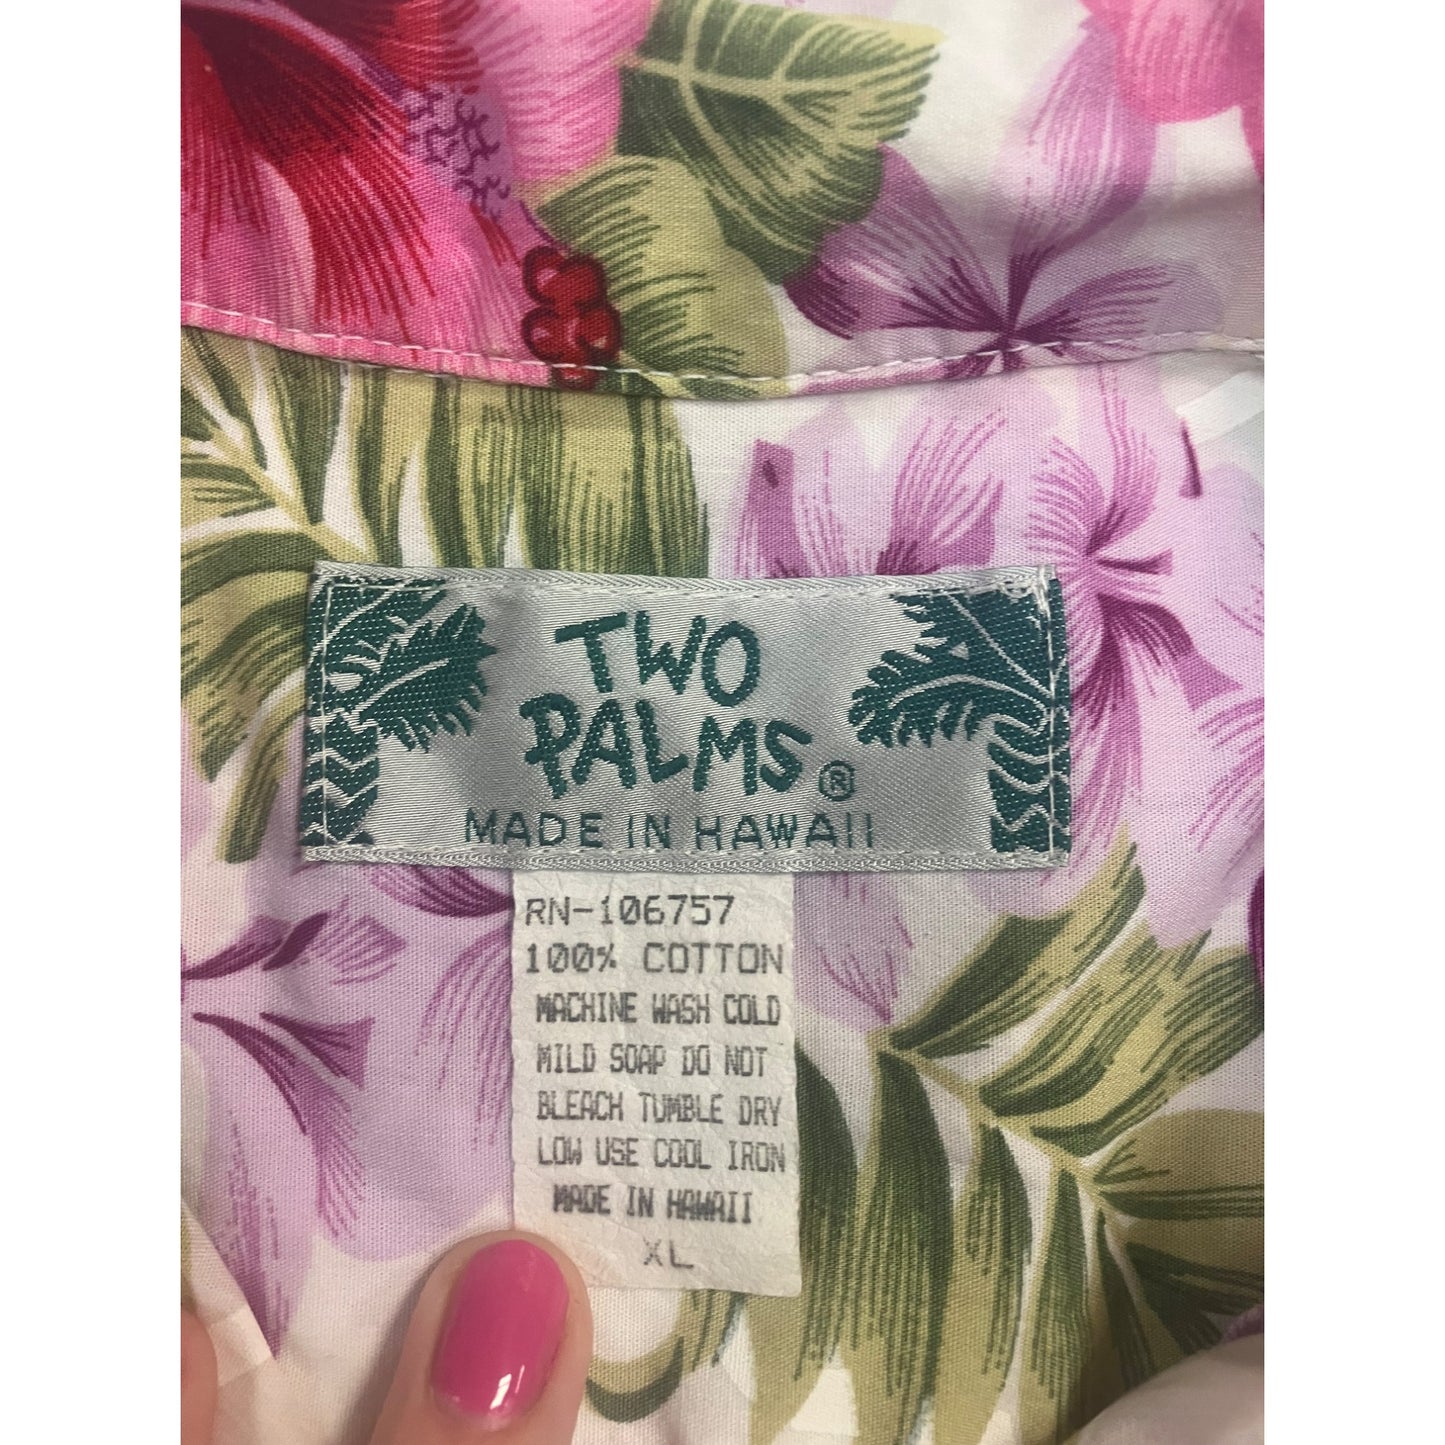 TWO
PALMS®
MADE IN HAWAII
RN-106757
100% COTTON
MACHINE WASH COLD
MILD SOAP DO NOT
BLEACH TUMBLE DRY
LOW USE COOL IRON
MADE IN HAWAII
XL